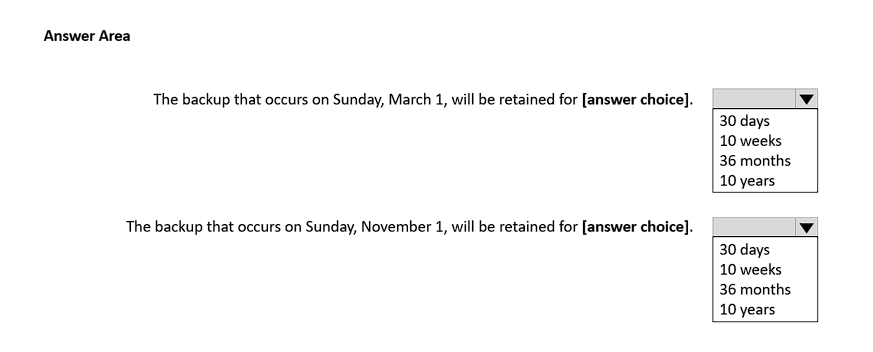 Answer Area
The backup that occurs on Sunday, March 1, will be retained for [answer choice].
30 days
10 weeks
36 months
10 years
The backup that occurs on Sunday, November 1, will be retained for [answer choice].
30 days
10 weeks
36 months
10 years